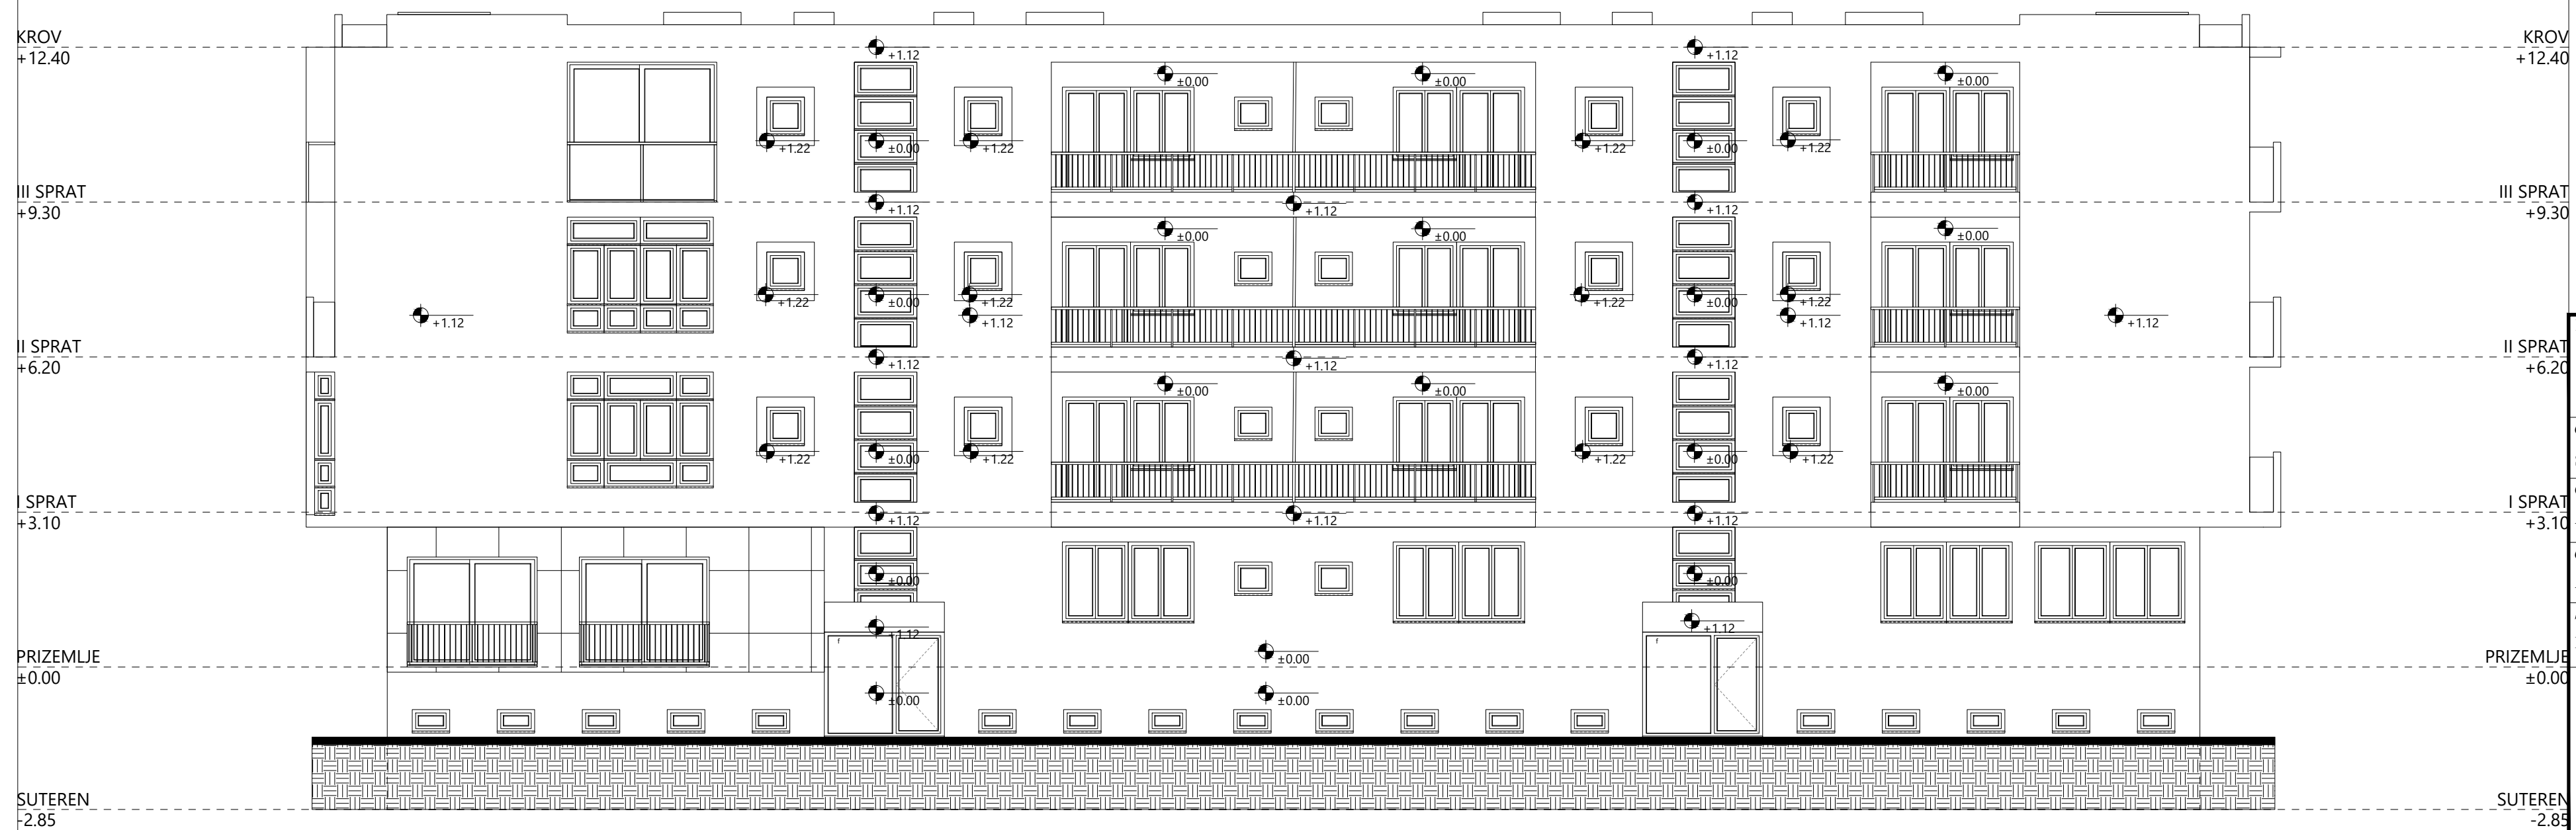 KROV KROV
+12.40 +1.12 +1.12 +12.40
±0.00 ±0.00 ±0.00
+1.22 ±0.00 +1.22 +1.22 ±0.00 +1.22
III SPRAT III SPRAT
+9.30 +1.12 +1.12 +1.12 +9.30
±0.00 ±0.00 ±0.00
+1.22 ±0.00 +1.22 +1.22 ±0.00 +1.22
+1.12 +1.12 +1.12 +1.12
II SPRAT II SPRAT
+6.20 +1.12 +1.12 +1.12 +6.20
±0.00 ±0.00 ±0.00
+1.22 ±0.00 +1.22 +1.22 ±0.00 +1.22
I SPRAT I SPRAT
+3.10 +1.12 +1.12 +1.12 +3.10
±0.00 ±0.00
+1.12 +1.12
f f
PRIZEMLJE ±0.00 PRIZEMLJE
±0.00 ±0.00
±0.00 ±0.00
SUTEREN SUTEREN
-2.85 -2.85